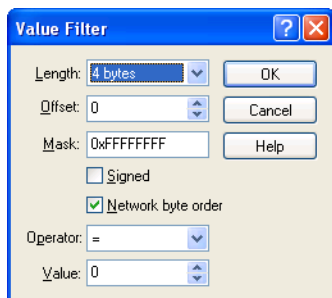 Value Filter
Length: 4 bytes OK
Offset: 0 Cancel
Mask: 0xFFFFFFFF Help
Signed
Network byte order
Operator: =
Value: 0